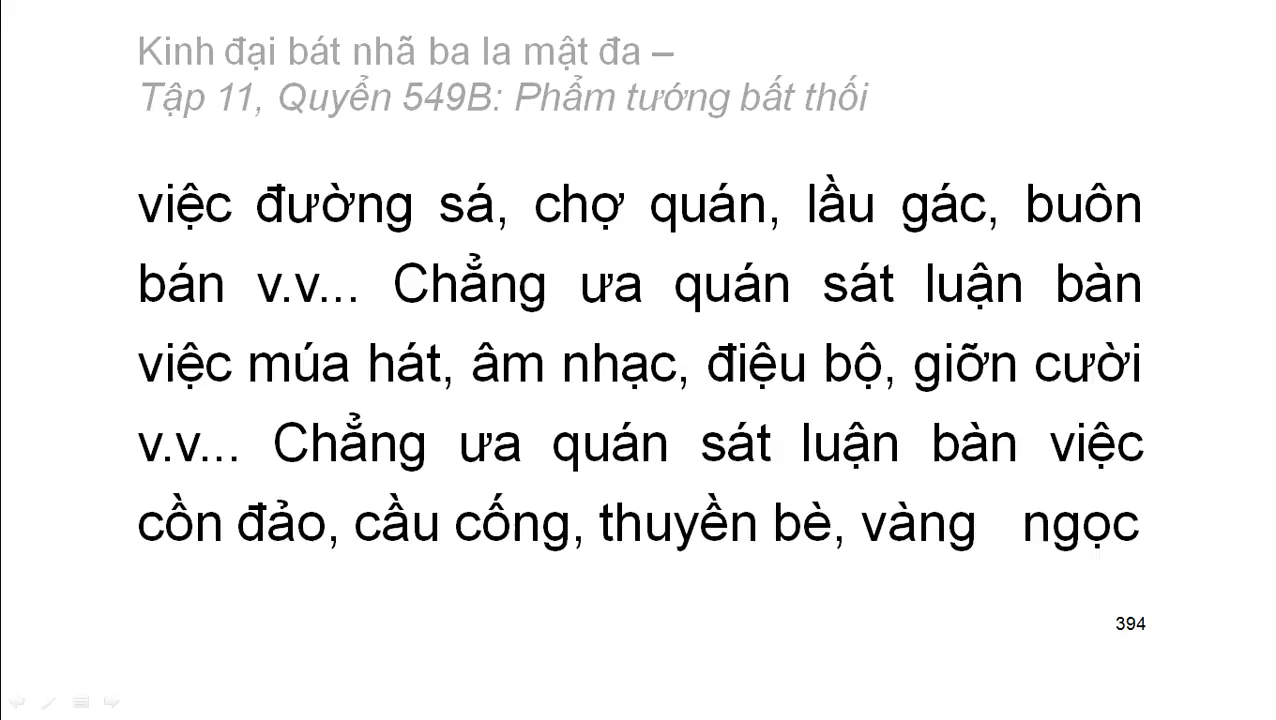 Kinh đại bát nhã ba la mật đa –
Tập 11, Quyển 549B: Phẩm tướng bất thối
việc đường sá, chợ quán, lầu gác, buôn
bán v.v... Chẳng ưa quán sát luận bàn
việc múa hát, âm nhạc, điệu bộ, giỡn cười
v.v... Chẳng ưa quán sát luận bàn việc
cồn đảo, cầu cống, thuyền bè, vàng ngọc
394